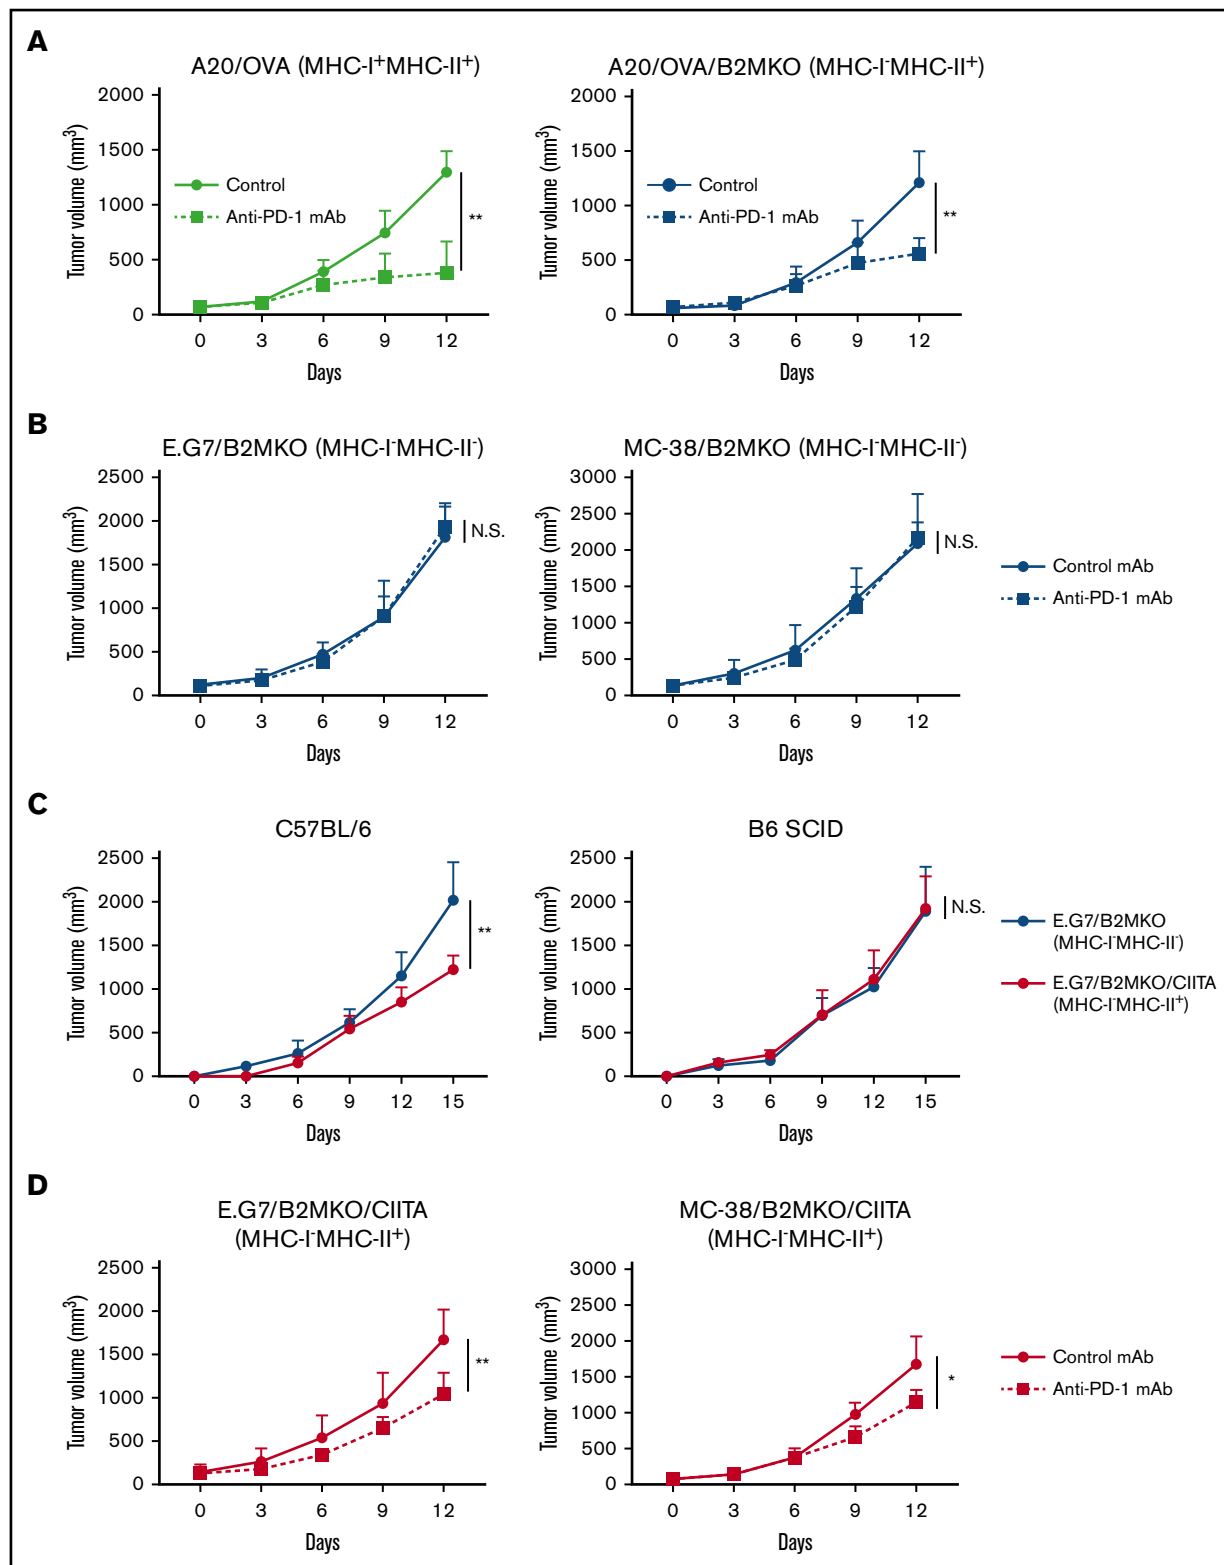 A
A20/OVA (MHC-I⁺MHC-II⁺)
Tumor volume (mm³)
2000
1500
1000
500
0
Control
Anti-PD-1 mAb
**
0 3 6 9 12
Days
A20/OVA/B2MKO (MHC-I⁻MHC-II⁺)
Tumor volume (mm³)
2000
1500
1000
500
0
Control
Anti-PD-1 mAb
**
0 3 6 9 12
Days
B
E.G7/B2MKO (MHC-I⁻MHC-II⁻)
Tumor volume (mm³)
2500
2000
1500
1000
500
0
N.S.
0 3 6 9 12
Days
MC-38/B2MKO (MHC-I⁻MHC-II⁻)
Tumor volume (mm³)
3000
2500
2000
1500
1000
500
0
N.S.
0 3 6 9 12
Days
Control mAb
Anti-PD-1 mAb
C
C57BL/6
Tumor volume (mm³)
2500
2000
1500
1000
500
0
**
0 3 6 9 12 15
Days
B6 SCID
Tumor volume (mm³)
2500
2000
1500
1000
500
0
N.S.
0 3 6 9 12 15
Days
E.G7/B2MKO
(MHC-I⁻MHC-II⁻)
E.G7/B2MKO/CIITA
(MHC-I⁻MHC-II⁺)
D
E.G7/B2MKO/CIITA
(MHC-I⁻MHC-II⁺)
Tumor volume (mm³)
2500
2000
1500
1000
500
0
**
0 3 6 9 12
Days
MC-38/B2MKO/CIITA
(MHC-I⁻MHC-II⁺)
Tumor volume (mm³)
3000
2500
2000
1500
1000
500
0
*
0 3 6 9 12
Days
Control mAb
Anti-PD-1 mAb